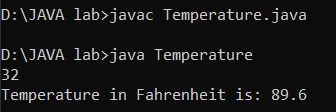 D:\JAVA lab>javac Temperature.java
D:\JAVA lab>java Temperature
32
Temperature in Fahrenheit is: 89.6